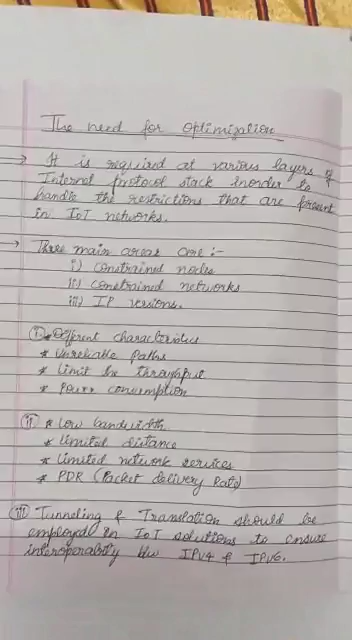 The need for optimization
→ It is required at various layers of
Internet protocol stack inorder to
handle the restrictions that are present
in IoT networks.
→ Three main areas are :-
i) constrained nodes
ii) constrained networks
iii) IP versions.
i) * Different characteristics
* Unreliable paths
* Limit the throughput
* Power consumption
ii) * Low bandwidth
* limited distance
* limited network services
* PDR (Packet delivery Rate)
iii) Tunneling & Translation should be
employed in IoT solutions to ensure
interoperability b/w IPV4 & IPV6.